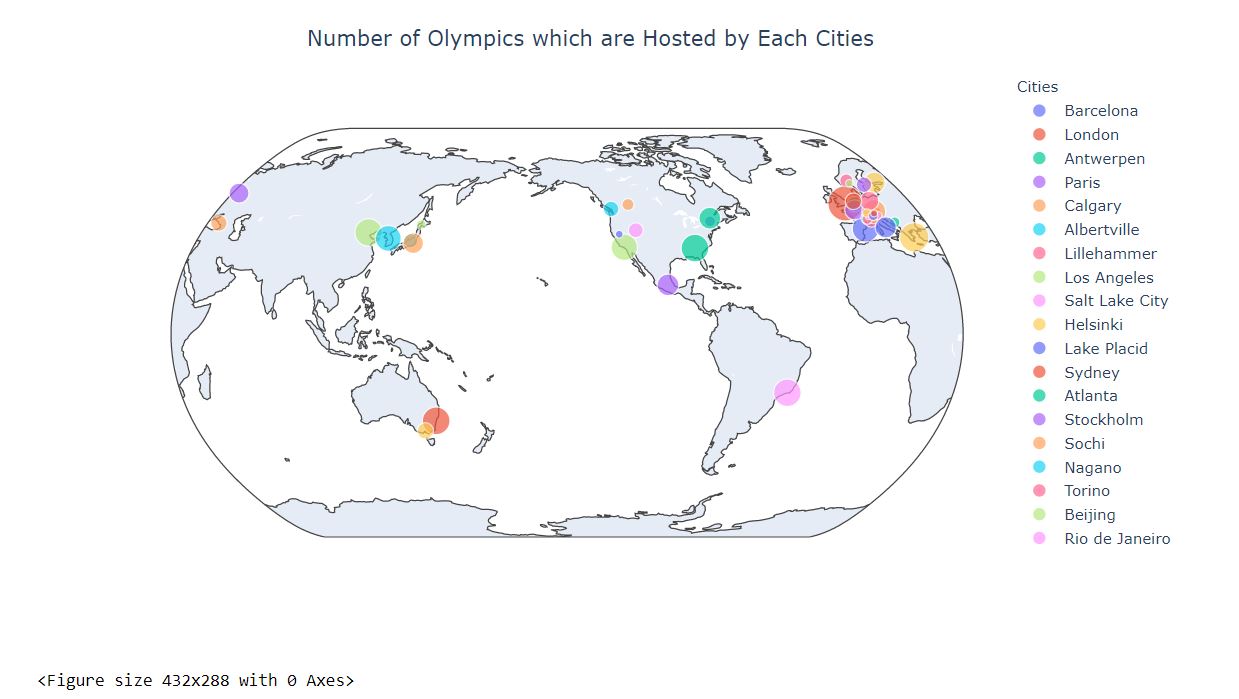 Number of Olympics which are Hosted by Each Cities
Cities
Barcelona
London
Antwerpen
Paris
Calgary
Albertville
Lillehammer
Los Angeles
Salt Lake City
Helsinki
Lake Placid
Sydney
Atlanta
Stockholm
Sochi
Nagano
Torino
Beijing
Rio de Janeiro
<Figure size 432x288 with 0 Axes>